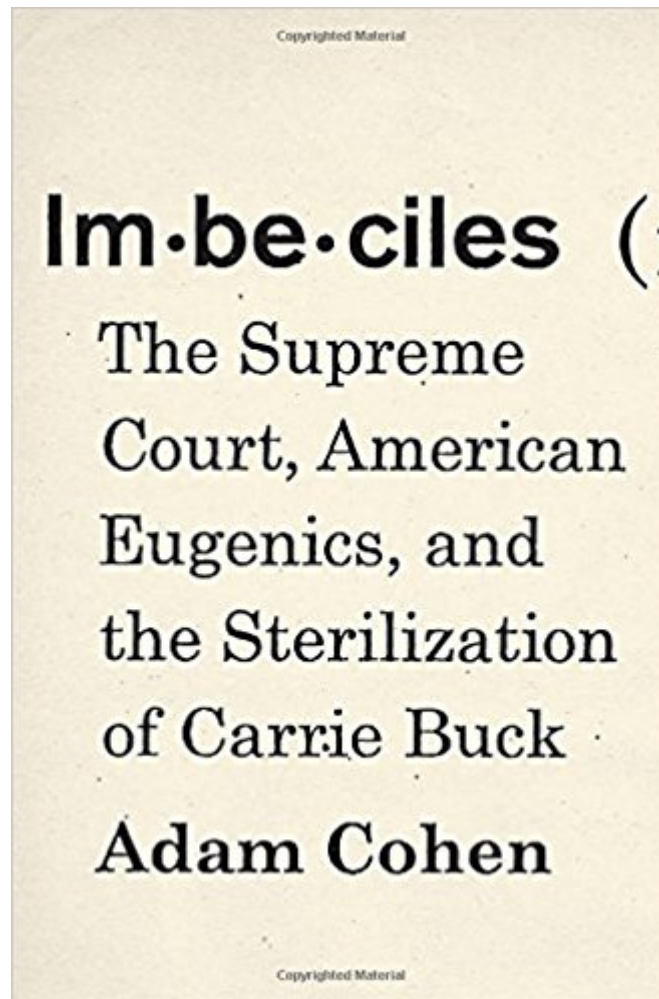 Copyrighted Material
Im·be·ciles (
The Supreme
Court, American
Eugenics, and
the Sterilization
of Carrie Buck
Adam Cohen
Copyrighted Material